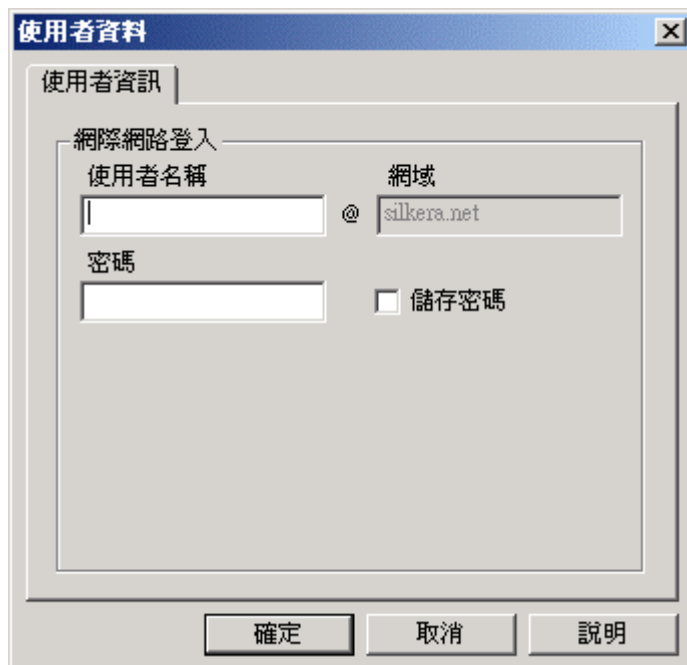 使用者資料
使用者資訊
網際網路登入
使用者名稱 網域
@ silkera.net
密碼
儲存密碼
確定 取消 說明